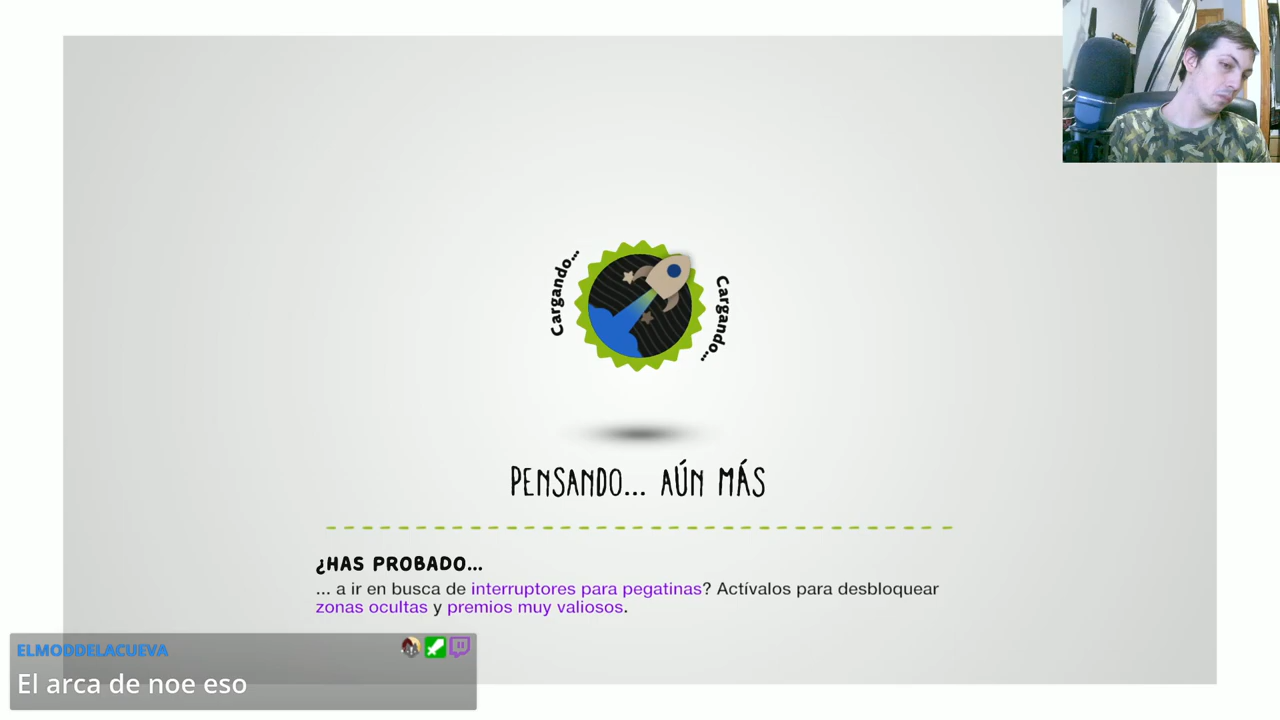 Cargando...
Cargando...
PENSANDO... AÚN MÁS
¿HAS PROBADO...
... a ir en busca de interruptores para pegatinas? Actívalos para desbloquear
zonas ocultas y premios muy valiosos.
ELMODDELACUEVA
El arca de noe eso